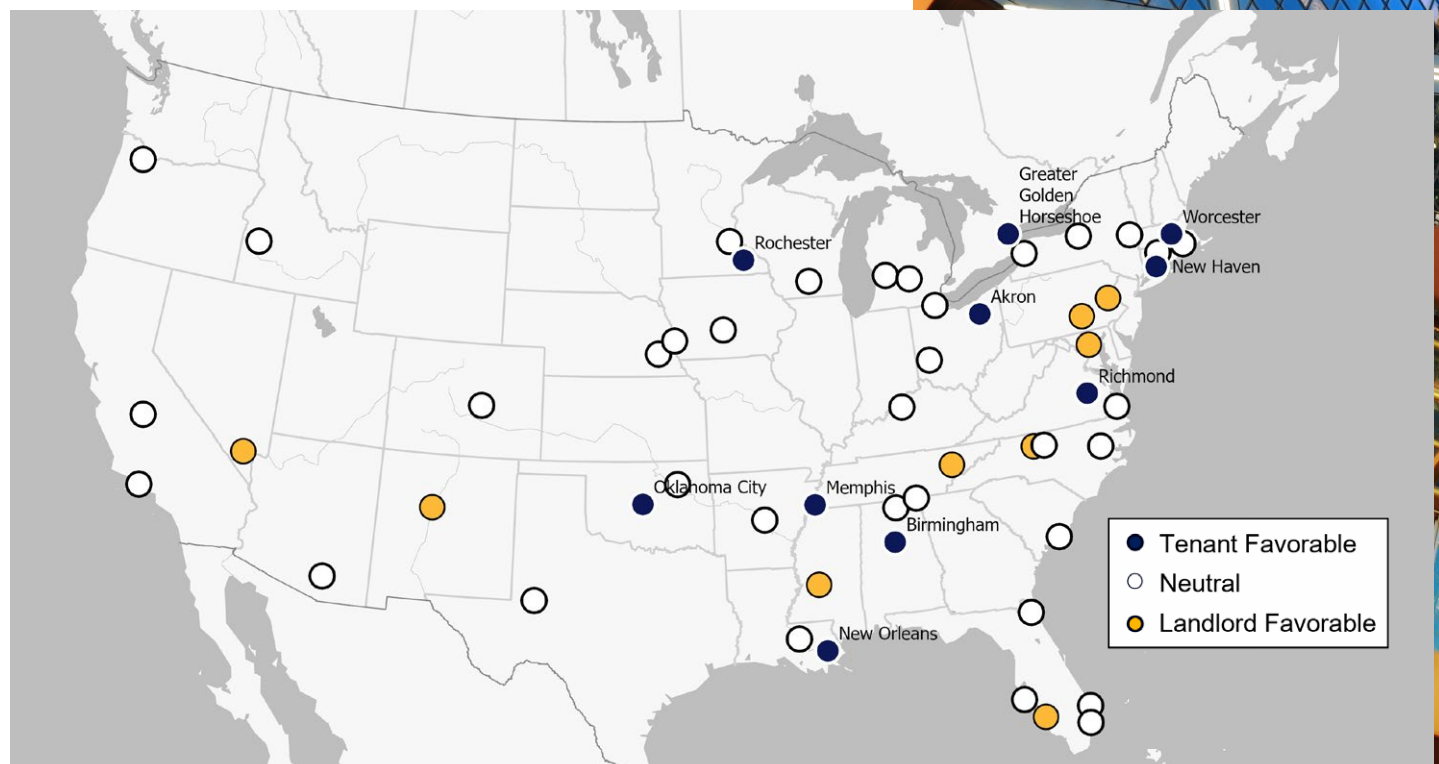 Greater
Golden
Horseshoe
Worcester
Rochester
New Haven
Akron
Richmond
Oklahoma City
Memphis
Birmingham
New Orleans
Tenant Favorable
Neutral
Landlord Favorable